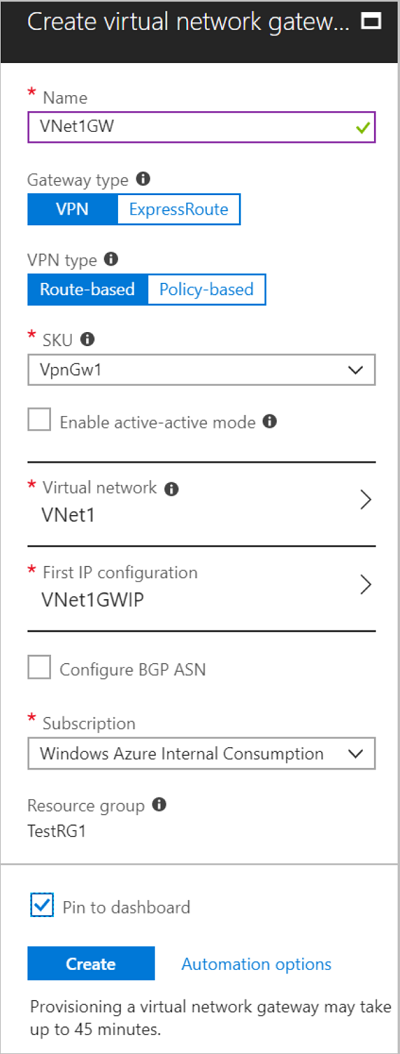 Create virtual network gatew...
* Name
VNet1GW
Gateway type
VPN ExpressRoute
VPN type
Route-based Policy-based
* SKU
VpnGw1
Enable active-active mode
* Virtual network
VNet1
* First IP configuration
VNet1GWIP
Configure BGP ASN
* Subscription
Windows Azure Internal Consumption
Resource group
TestRG1
Pin to dashboard
Create Automation options
Provisioning a virtual network gateway may take
up to 45 minutes.